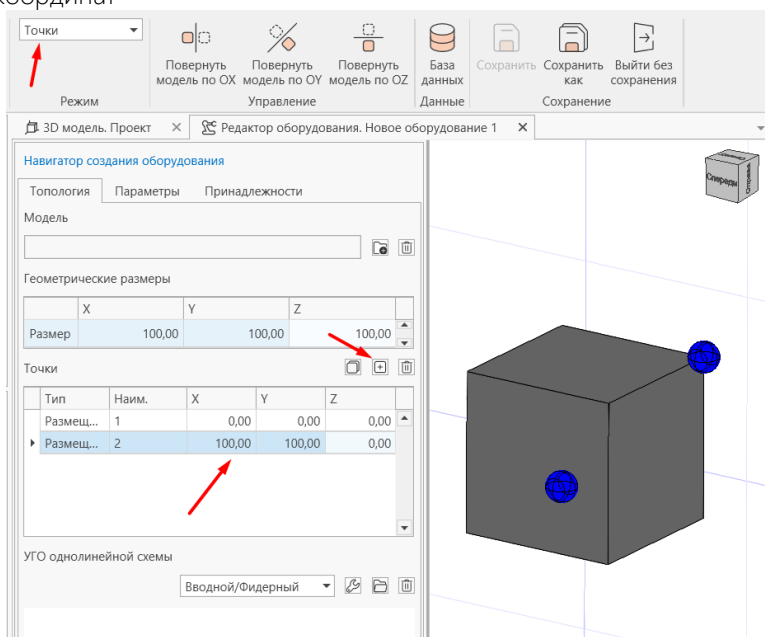 координат
Точки
Повернуть модель по OX
Повернуть модель по OY
Повернуть модель по OZ
База данных
Сохранить
Сохранить как
Выйти без сохранения
Режим
Управление
Данные
Сохранение
3D модель. Проект
Редактор оборудования. Новое оборудование 1
Навигатор создания оборудования
Топология Параметры Принадлежности
Модель
Геометрические размеры
X Y Z
Размер 100,00 100,00 100,00
Точки
Тип Наим. X Y Z
Размещ... 1 0,00 0,00 0,00
Размещ... 2 100,00 100,00 0,00
УГО однолинейной схемы
Вводной/Фидерный
Спереди
Справа